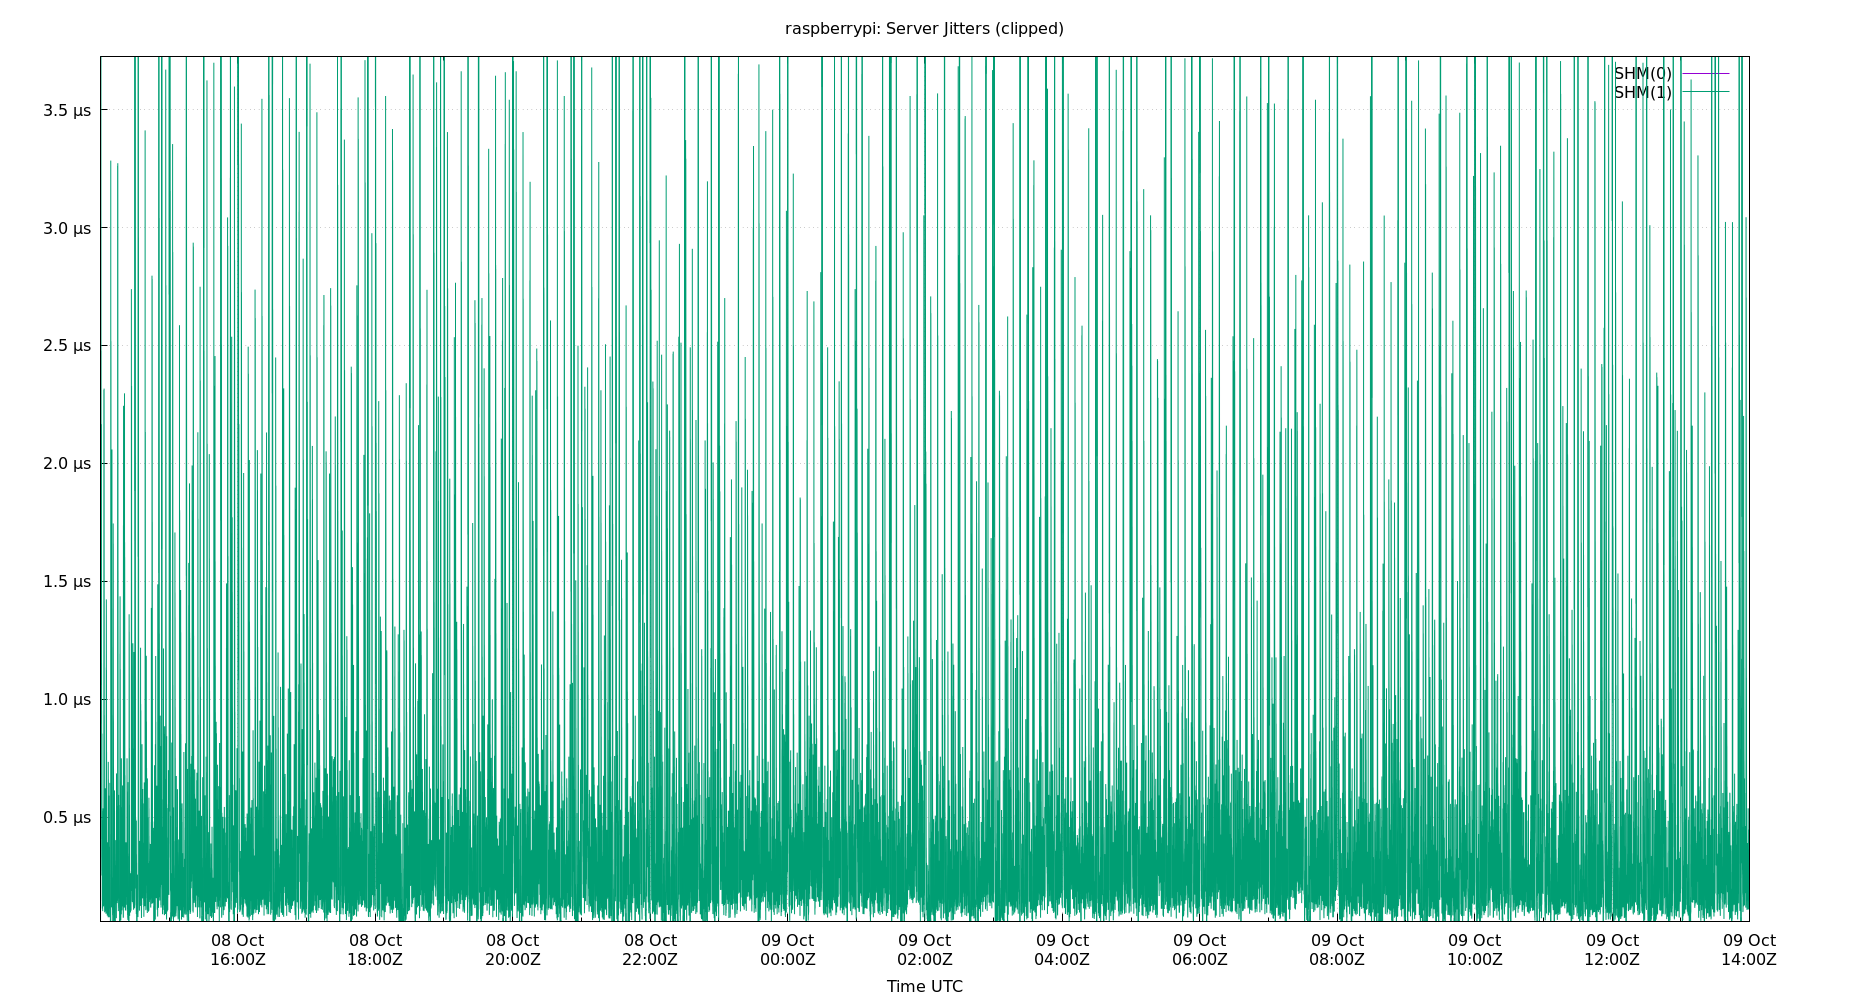 raspberrypi: Server Jitters (clipped)
SHM(0)
SHM(1)
3.5 µs
3.0 µs
2.5 µs
2.0 µs
1.5 µs
1.0 µs
0.5 µs
08 Oct 08 Oct 08 Oct 08 Oct 09 Oct 09 Oct 09 Oct 09 Oct 09 Oct 09 Oct 09 Oct 09 Oct
16:00Z 18:00Z 20:00Z 22:00Z 00:00Z 02:00Z 04:00Z 06:00Z 08:00Z 10:00Z 12:00Z 14:00Z
Time UTC